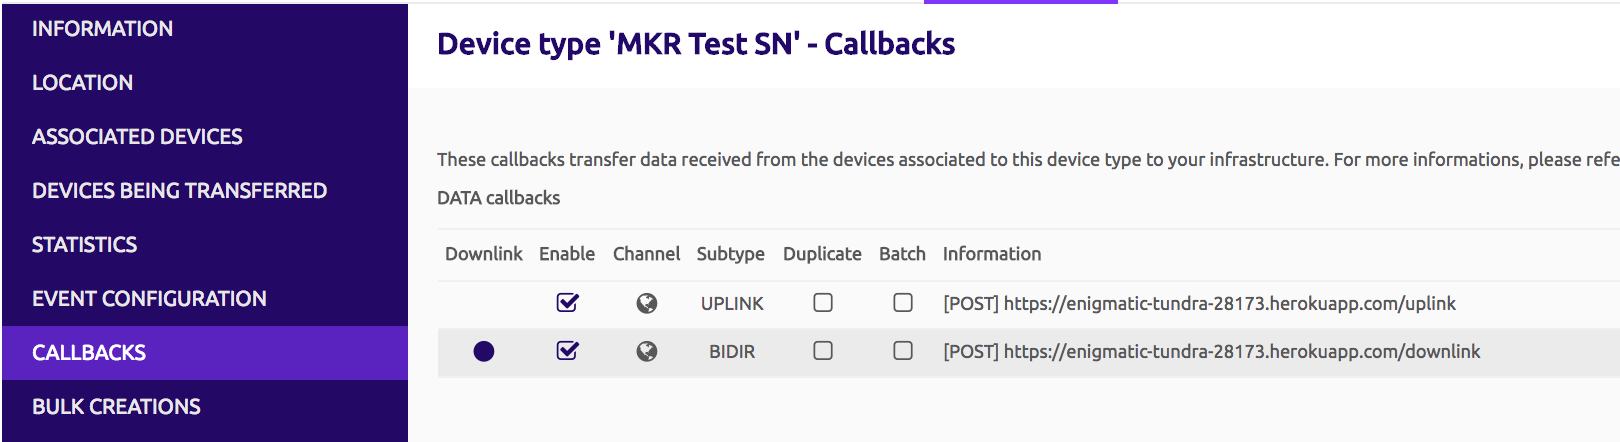 INFORMATION
LOCATION
ASSOCIATED DEVICES
DEVICES BEING TRANSFERRED
STATISTICS
EVENT CONFIGURATION
CALLBACKS
BULK CREATIONS
Device type 'MKR Test SN' - Callbacks
These callbacks transfer data received from the devices associated to this device type to your infrastructure. For more informations, please refe
DATA callbacks
Downlink Enable Channel Subtype Duplicate Batch Information
UPLINK [POST] https://enigmatic-tundra-28173.herokuapp.com/uplink
BIDIR [POST] https://enigmatic-tundra-28173.herokuapp.com/downlink